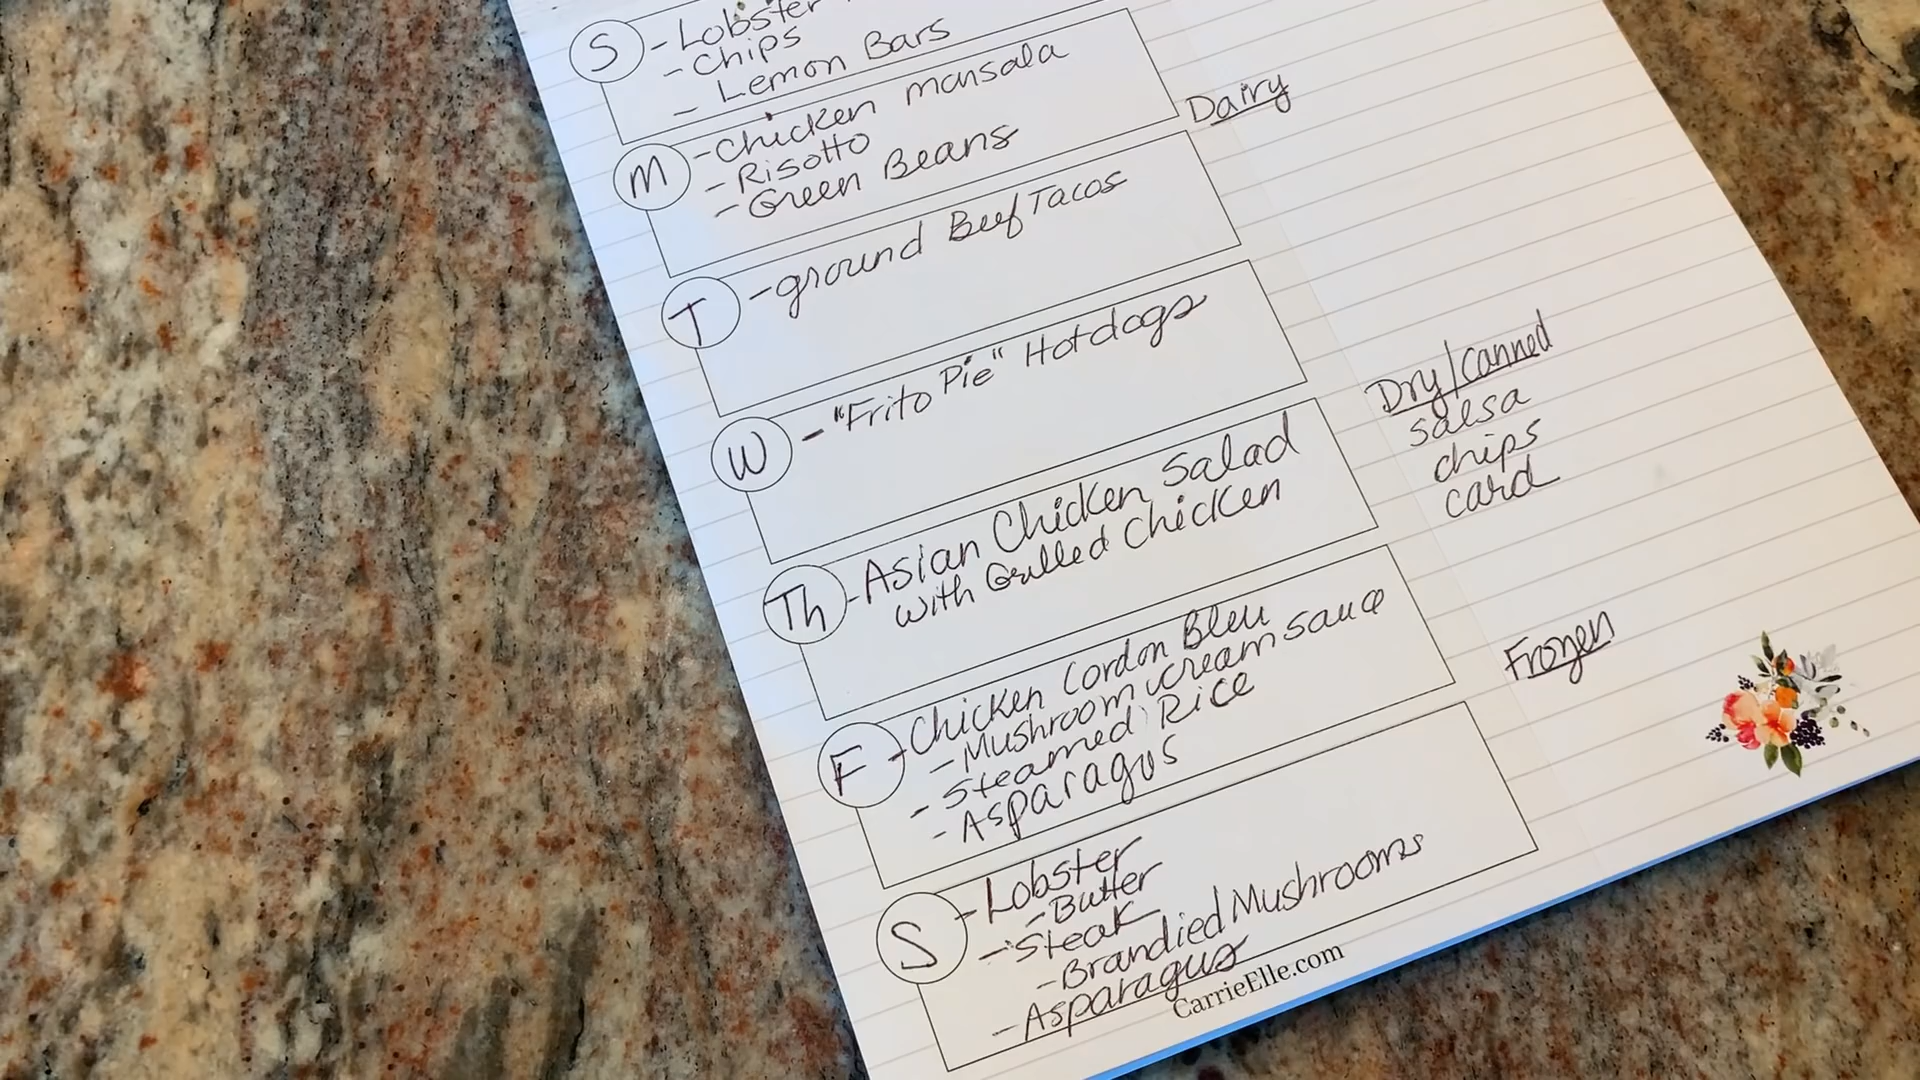 S
- Lobster
- Chips
- Lemon Bars
M
- Chicken marsala
- Risotto
- Green Beans
T
- ground Beef Tacos
W
- "Frito Pie" Hotdogs
Th
- Asian Chicken Salad
with Grilled Chicken
F
- Chicken Cordon Bleu
- Mushroom cream sauce
- Steamed Rice
- Asparagus
S
- Lobster
- Butter
- Steak
- Brandied Mushrooms
- Asparagus
CarrieElle.com
Dairy
Dry/Canned
salsa
chips
card
Frozen